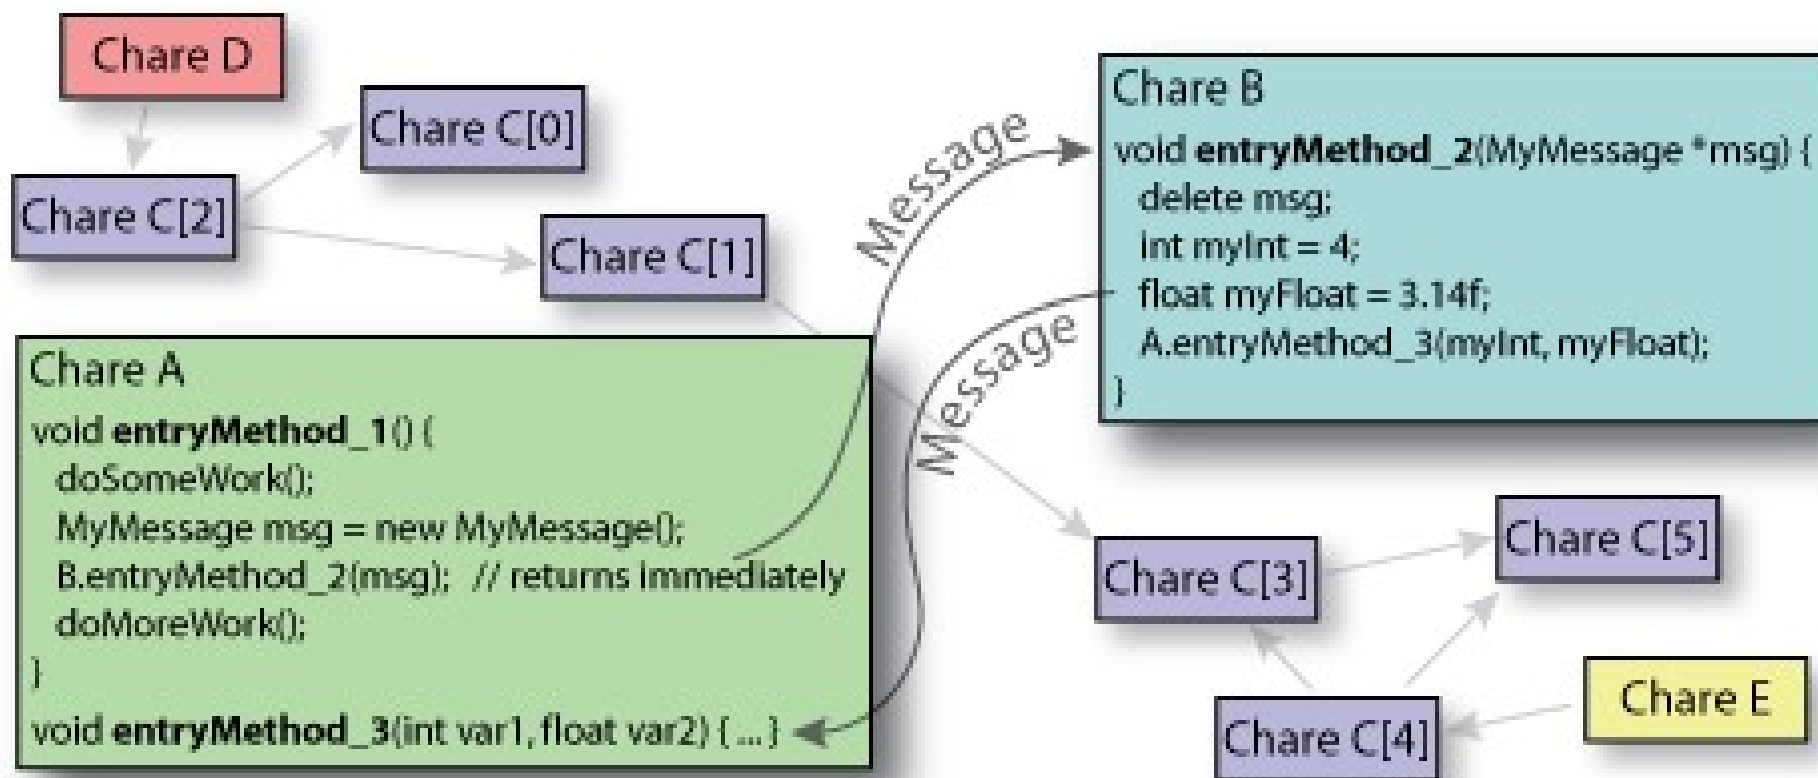 Chare D
Chare C[0]
Chare C[2]
Chare C[1]
Message
Chare B
void entryMethod_2(MyMessage *msg) {
delete msg;
int myInt = 4;
float myFloat = 3.14f;
A.entryMethod_3(myInt, myFloat);
}
Message
Chare A
void entryMethod_1() {
doSomeWork();
MyMessage msg = new MyMessage();
B.entryMethod_2(msg); // returns immediately
doMoreWork();
}
void entryMethod_3(int var1, float var2) { ... }
Chare C[3]
Chare C[5]
Chare C[4]
Chare E